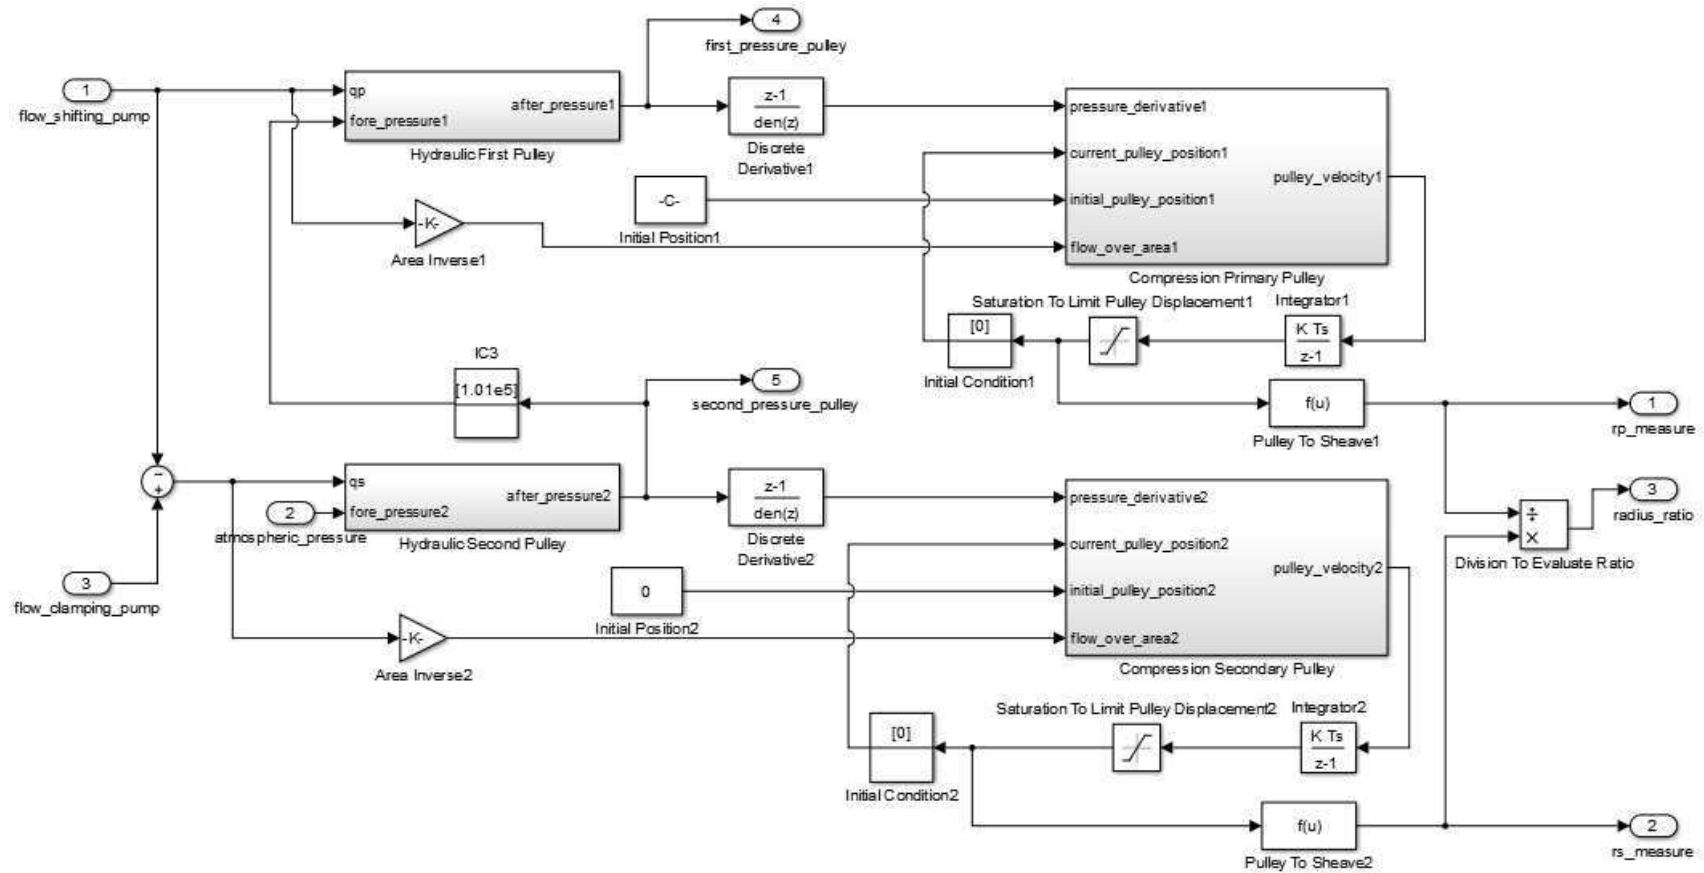 4
first_pressure_pulley
1
flow_shifting_pump
qp
fore_pressure1
after_pressure1
Hydraulic First Pulley
z-1
den(z)
Discrete
Derivative1
pressure_derivative1
current_pulley_position1
initial_pulley_position1
flow_over_area1
pulley_velocity1
Compression Primary Pulley
-C-
Initial Position1
-K-
Area Inverse1
Saturation To Limit Pulley Displacement1
Integrator1
K Ts
z-1
[0]
Initial Condition1
IC3
[1.01e5]
5
second_pressure_pulley
f(u)
Pulley To Sheave1
1
rp_measure
-
+
qs
fore_pressure2
after_pressure2
Hydraulic Second Pulley
2
atmospheric_pressure
z-1
den(z)
Discrete
Derivative2
pressure_derivative2
current_pulley_position2
initial_pulley_position2
flow_over_area2
pulley_velocity2
Compression Secondary Pulley
3
radius_ratio
÷
×
Division To Evaluate Ratio
3
flow_clamping_pump
0
Initial Position2
-K-
Area Inverse2
Saturation To Limit Pulley Displacement2
Integrator2
K Ts
z-1
[0]
Initial Condition2
f(u)
Pulley To Sheave2
2
rs_measure